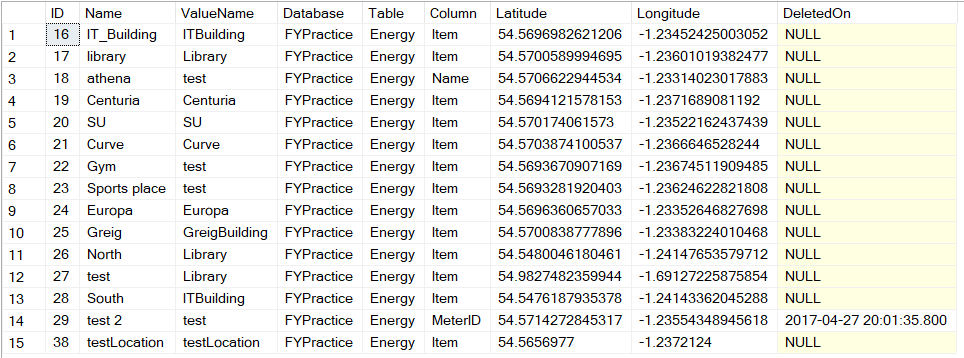 ID Name ValueName Database Table Column Latitude Longitude DeletedOn
1 16 IT_Building ITBuilding FYPractice Energy Item 54.5696982621206 -1.23452425003052 NULL
2 17 library Library FYPractice Energy Item 54.5700589994695 -1.23601019382477 NULL
3 18 athena test FYPractice Energy Name 54.5706622944534 -1.23314023017883 NULL
4 19 Centuria Centuria FYPractice Energy Item 54.5694121578153 -1.2371689081192 NULL
5 20 SU SU FYPractice Energy Item 54.570174061573 -1.23522162437439 NULL
6 21 Curve Curve FYPractice Energy Item 54.5703874100537 -1.2366646528244 NULL
7 22 Gym test FYPractice Energy Item 54.5693670907169 -1.23674511909485 NULL
8 23 Sports place test FYPractice Energy Item 54.5693281920403 -1.23624622821808 NULL
9 24 Europa Europa FYPractice Energy Item 54.5696360657033 -1.23352646827698 NULL
10 25 Greig GreigBuilding FYPractice Energy Item 54.5700838777896 -1.23383224010468 NULL
11 26 North Library FYPractice Energy Item 54.5480046180461 -1.24147653579712 NULL
12 27 test Library FYPractice Energy Item 54.9827482359944 -1.69127225875854 NULL
13 28 South ITBuilding FYPractice Energy Item 54.5476187935378 -1.24143362045288 NULL
14 29 test 2 test FYPractice Energy MeterID 54.5714272845317 -1.23554348945618 2017-04-27 20:01:35.800
15 38 testLocation testLocation FYPractice Energy Item 54.5656977 -1.2372124 NULL